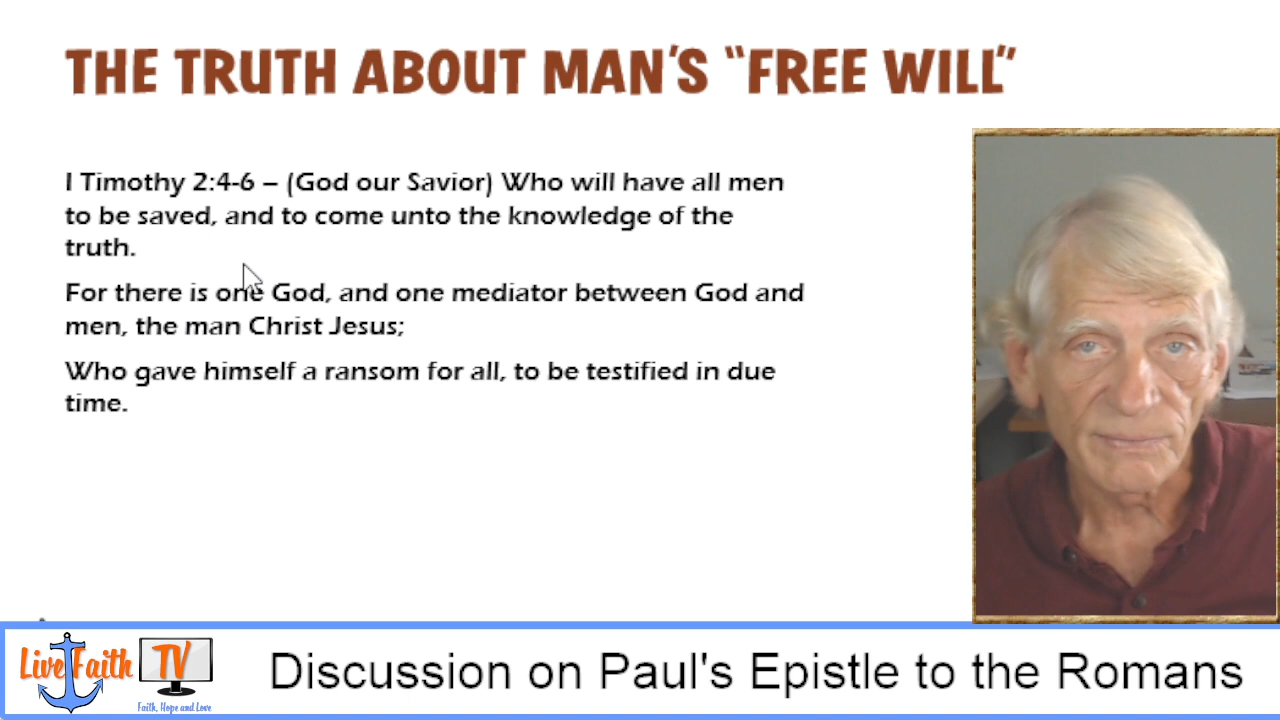 THE TRUTH ABOUT MAN'S "FREE WILL"
I Timothy 2:4-6 – (God our Savior) Who will have all men
to be saved, and to come unto the knowledge of the
truth.
For there is one God, and one mediator between God and
men, the man Christ Jesus;
Who gave himself a ransom for all, to be testified in due
time.
Live Faith TV
Faith, Hope and Love
Discussion on Paul's Epistle to the Romans